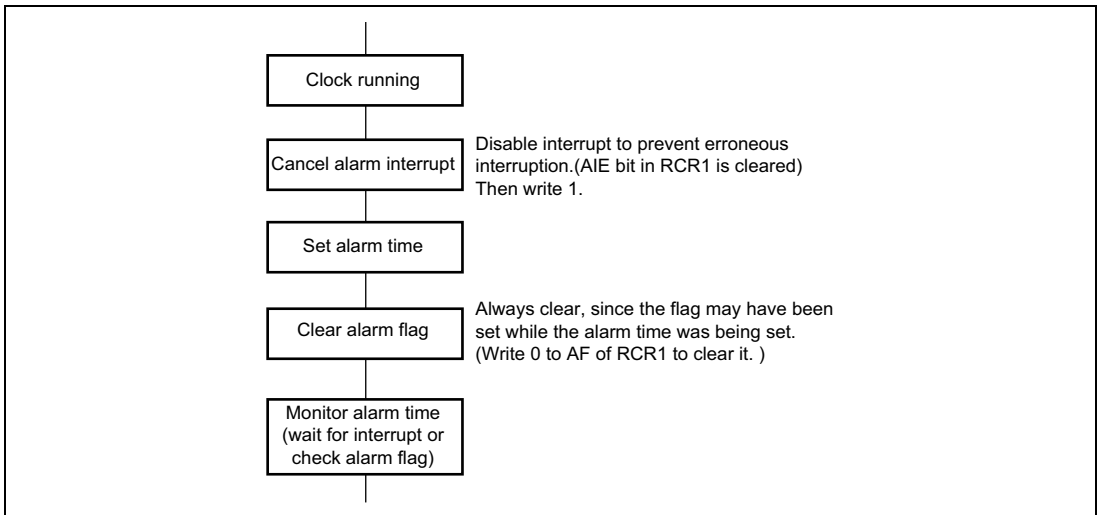 Clock running
Cancel alarm interrupt
Disable interrupt to prevent erroneous
interruption.(AIE bit in RCR1 is cleared)
Then write 1.
Set alarm time
Clear alarm flag
Always clear, since the flag may have been
set while the alarm time was being set.
(Write 0 to AF of RCR1 to clear it. )
Monitor alarm time
(wait for interrupt or
check alarm flag)